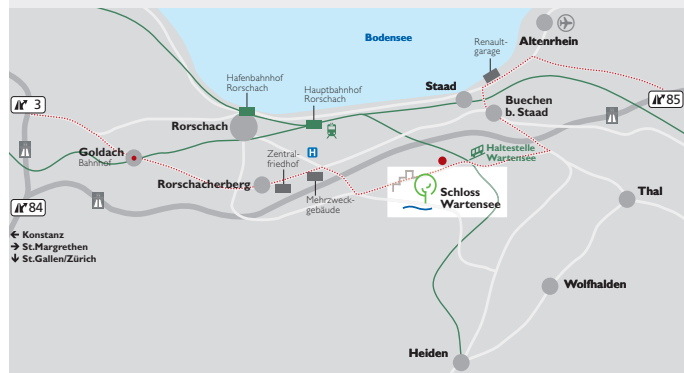 Bodensee
Renault-
garage
Altenrhein
Hafenbahnhof
Rorschach
Hauptbahnhof
Rorschach
Staad
3
85
Buechen
b. Staad
Rorschach
H
Goldach
Bahnhof
Zentral-
friedhof
Haltestelle
Wartensee
Rorschacherberg
Mehrzweck-
gebäude
Schloss
Wartensee
Thal
84
← Konstanz
→ St.Margrethen
↓ St.Gallen/Zürich
Wolfhalden
Heiden